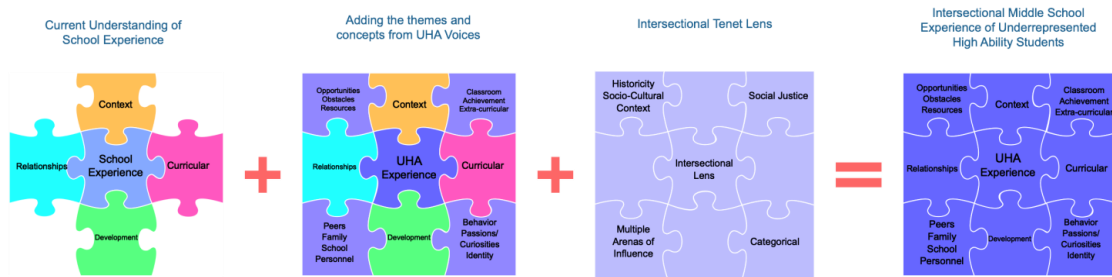 Current Understanding of
School Experience
Context
Relationships
School
Experience
Curricular
Development
Adding the themes and
concepts from UHA Voices
Opportunities
Obstacles
Resources
Context
Classroom
Achievement
Extra-curricular
Relationships
UHA
Experience
Curricular
Peers
Family
School
Personnel
Development
Behavior
Passions/
Curiosities
Identity
Intersectional Tenet Lens
Historicity
Socio-Cultural
Context
Social Justice
Intersectional
Lens
Multiple
Arenas of
Influence
Categorical
Intersectional Middle School
Experience of Underrepresented
High Ability Students
Opportunities
Obstacles
Resources
Context
Classroom
Achievement
Extra-curricular
Relationships
UHA
Experience
Curricular
Peers
Family
School
Personnel
Development
Behavior
Passions/
Curiosities
Identity